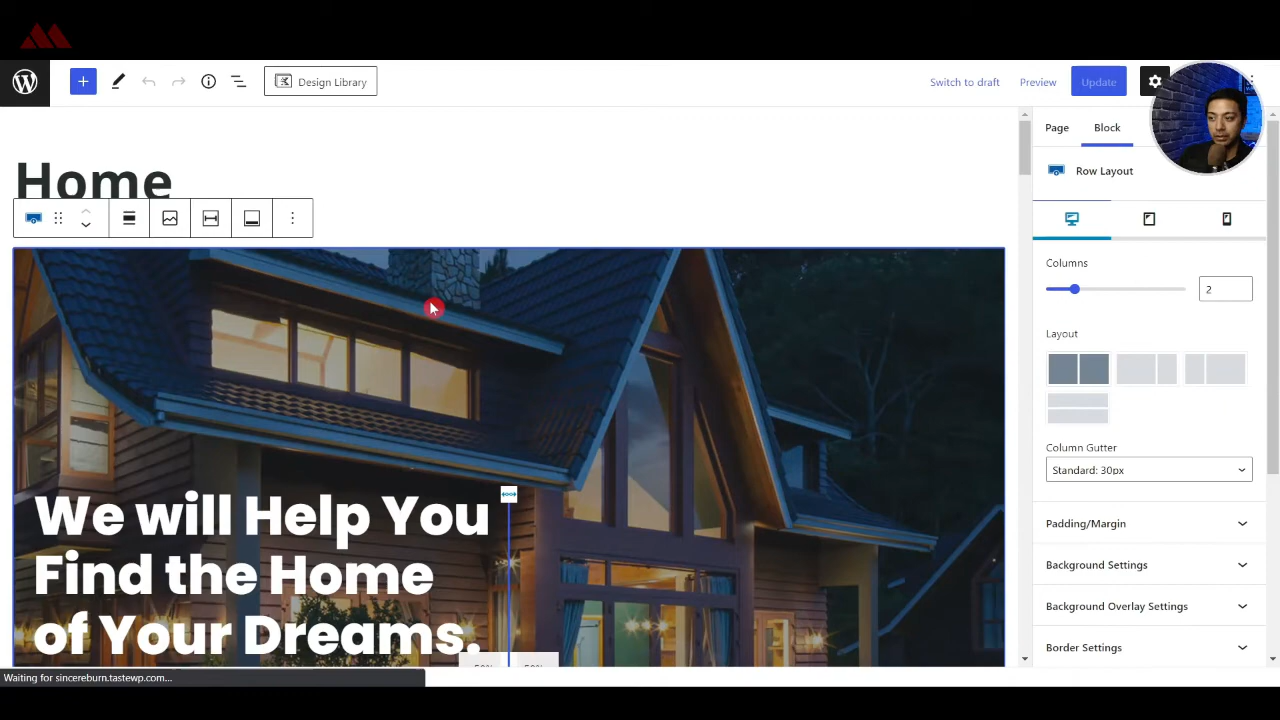 Design Library
Switch to draft
Preview
Update
Page
Block
Home
Row Layout
Columns
2
Layout
Column Gutter
Standard: 30px
We will Help You
Find the Home
of Your Dreams.
Padding/Margin
Background Settings
Background Overlay Settings
Border Settings
Waiting for sincereburn.tastewp.com...